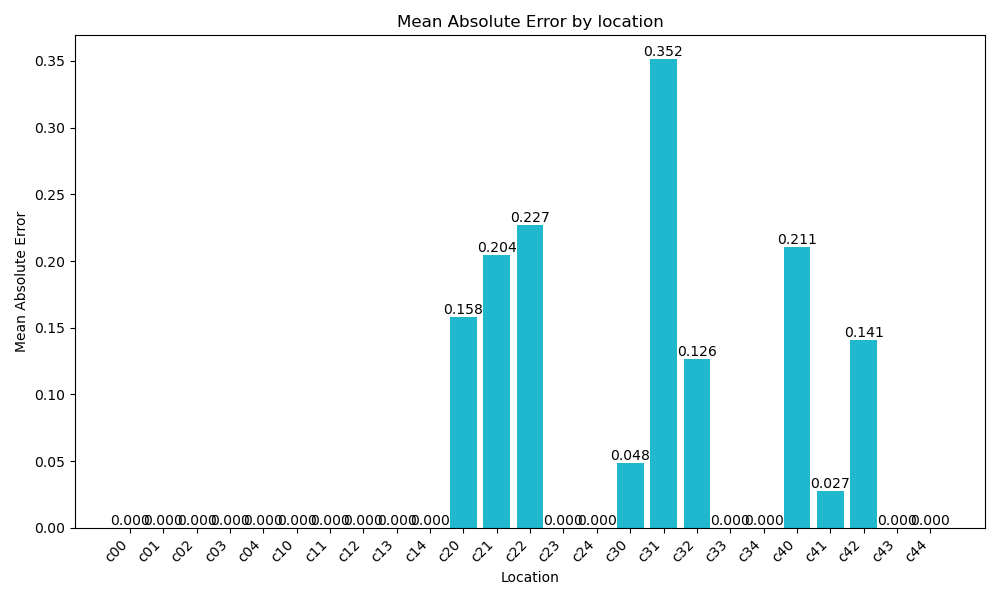 Mean Absolute Error by location
Mean Absolute Error
0.35
0.30
0.25
0.20
0.15
0.10
0.05
0.00
0.000 0.000 0.000 0.000 0.000 0.000 0.000 0.000 0.000 0.000 0.158 0.204 0.227 0.000 0.000 0.048 0.352 0.126 0.000 0.000 0.211 0.027 0.141 0.000 0.000
c00 c01 c02 c03 c04 c10 c11 c12 c13 c14 c20 c21 c22 c23 c24 c30 c31 c32 c33 c34 c40 c41 c42 c43 c44
Location